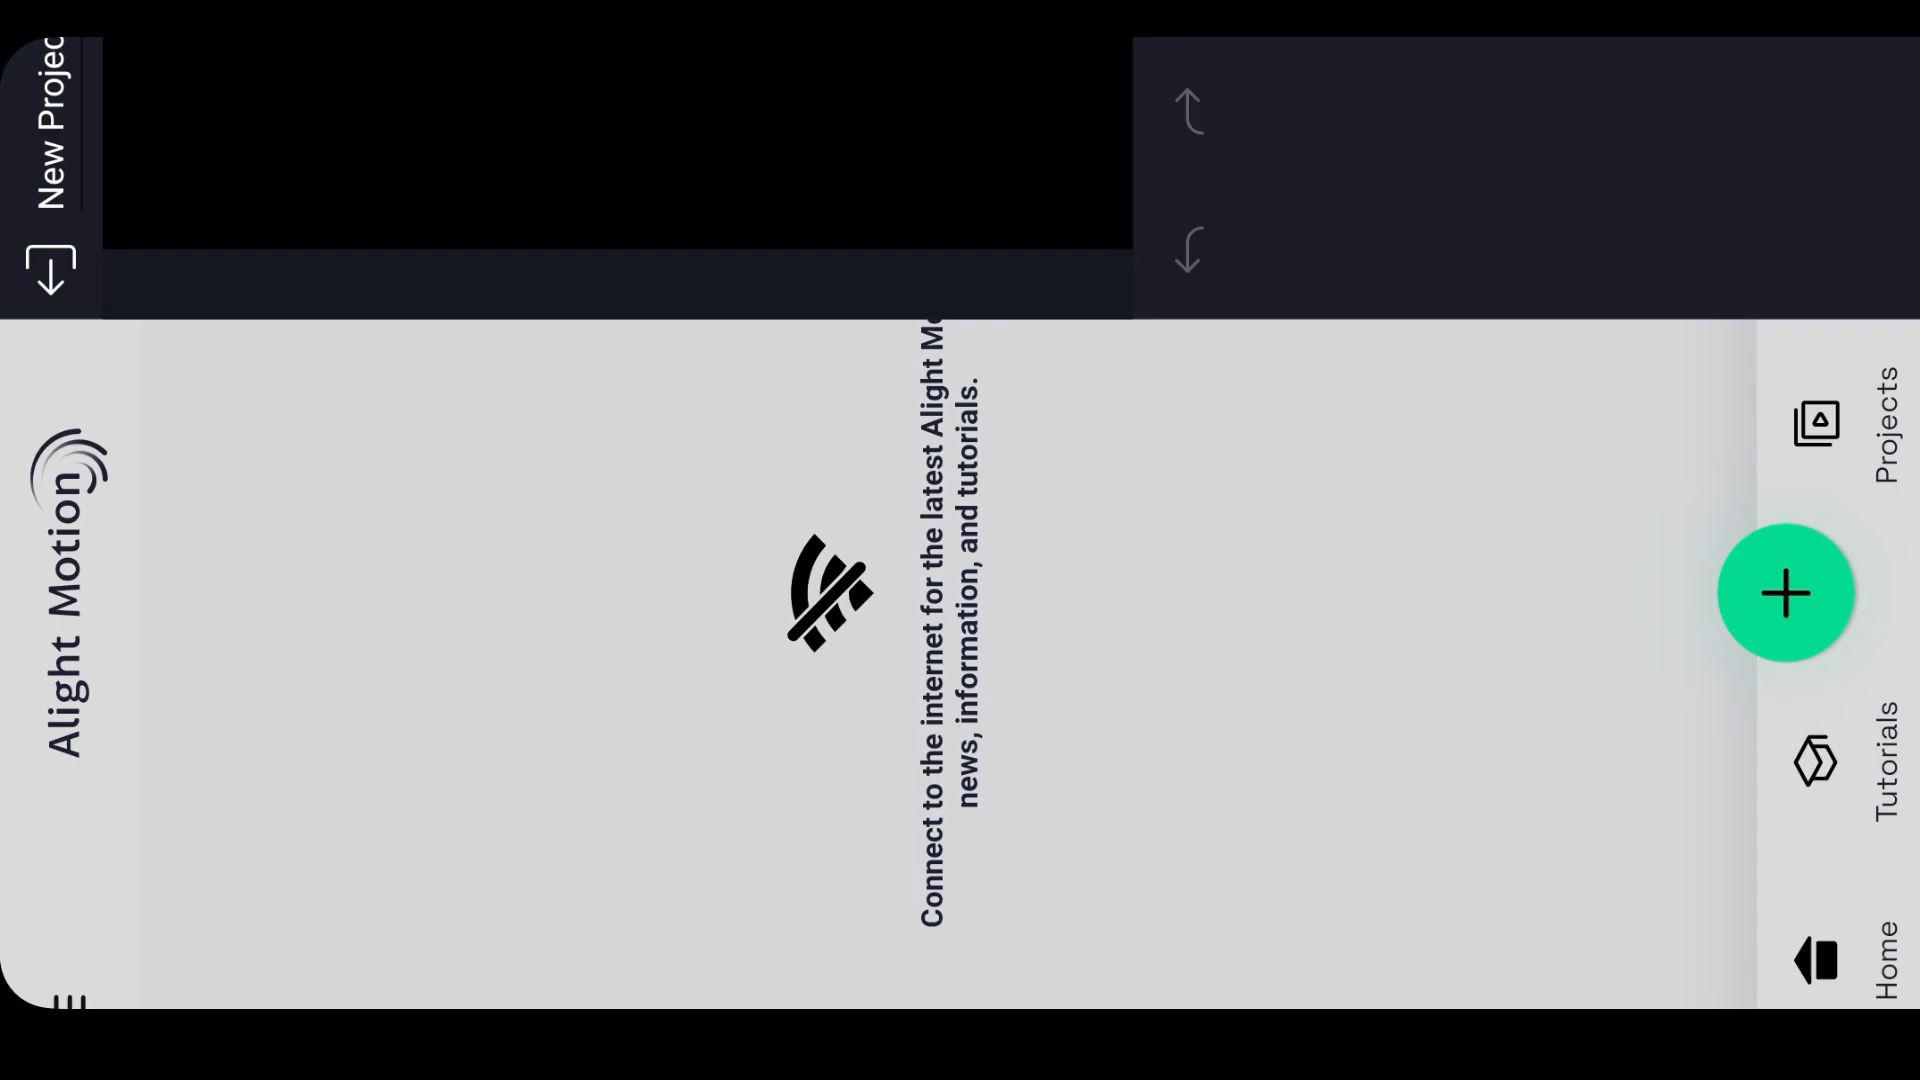 New Projec
Alight Motion
Connect to the internet for the latest Alight Mo
news, information, and tutorials.
Home
Tutorials
Projects